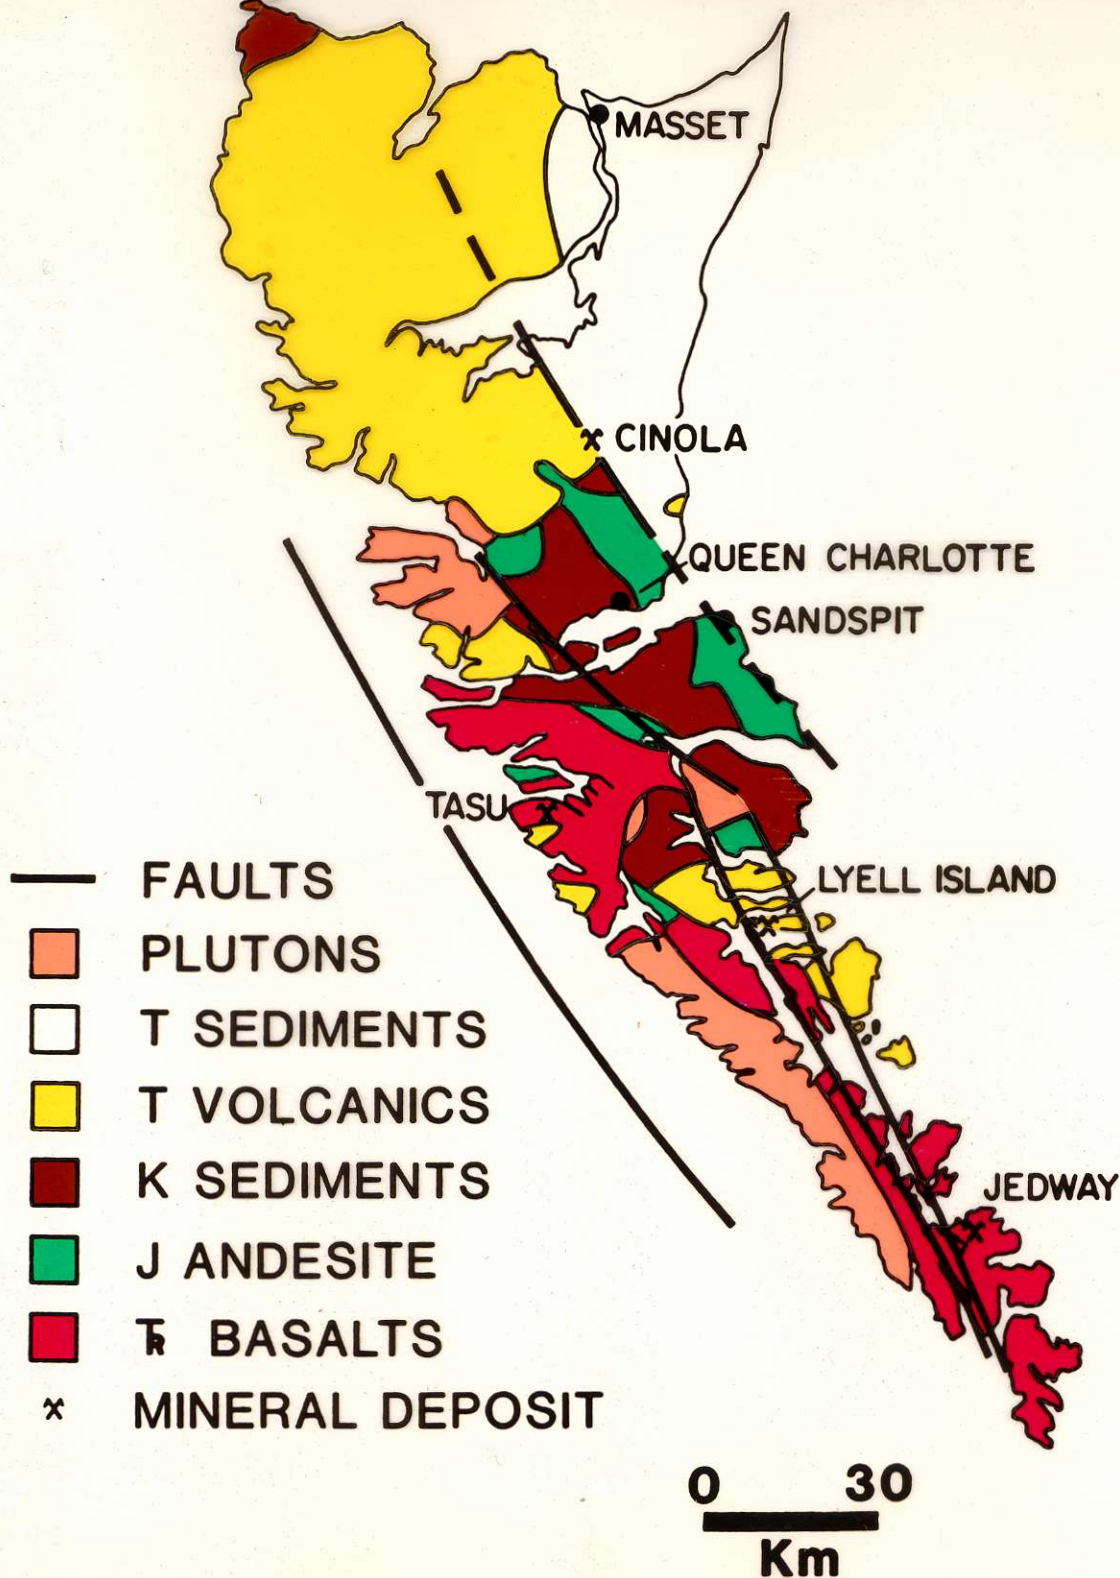 MASSET
CINOLA
QUEEN CHARLOTTE
SANDSPIT
TASU
LYELL ISLAND
JEDWAY
FAULTS
PLUTONS
T SEDIMENTS
T VOLCANICS
K SEDIMENTS
J ANDESITE
TR BASALTS
MINERAL DEPOSIT
0 30
Km